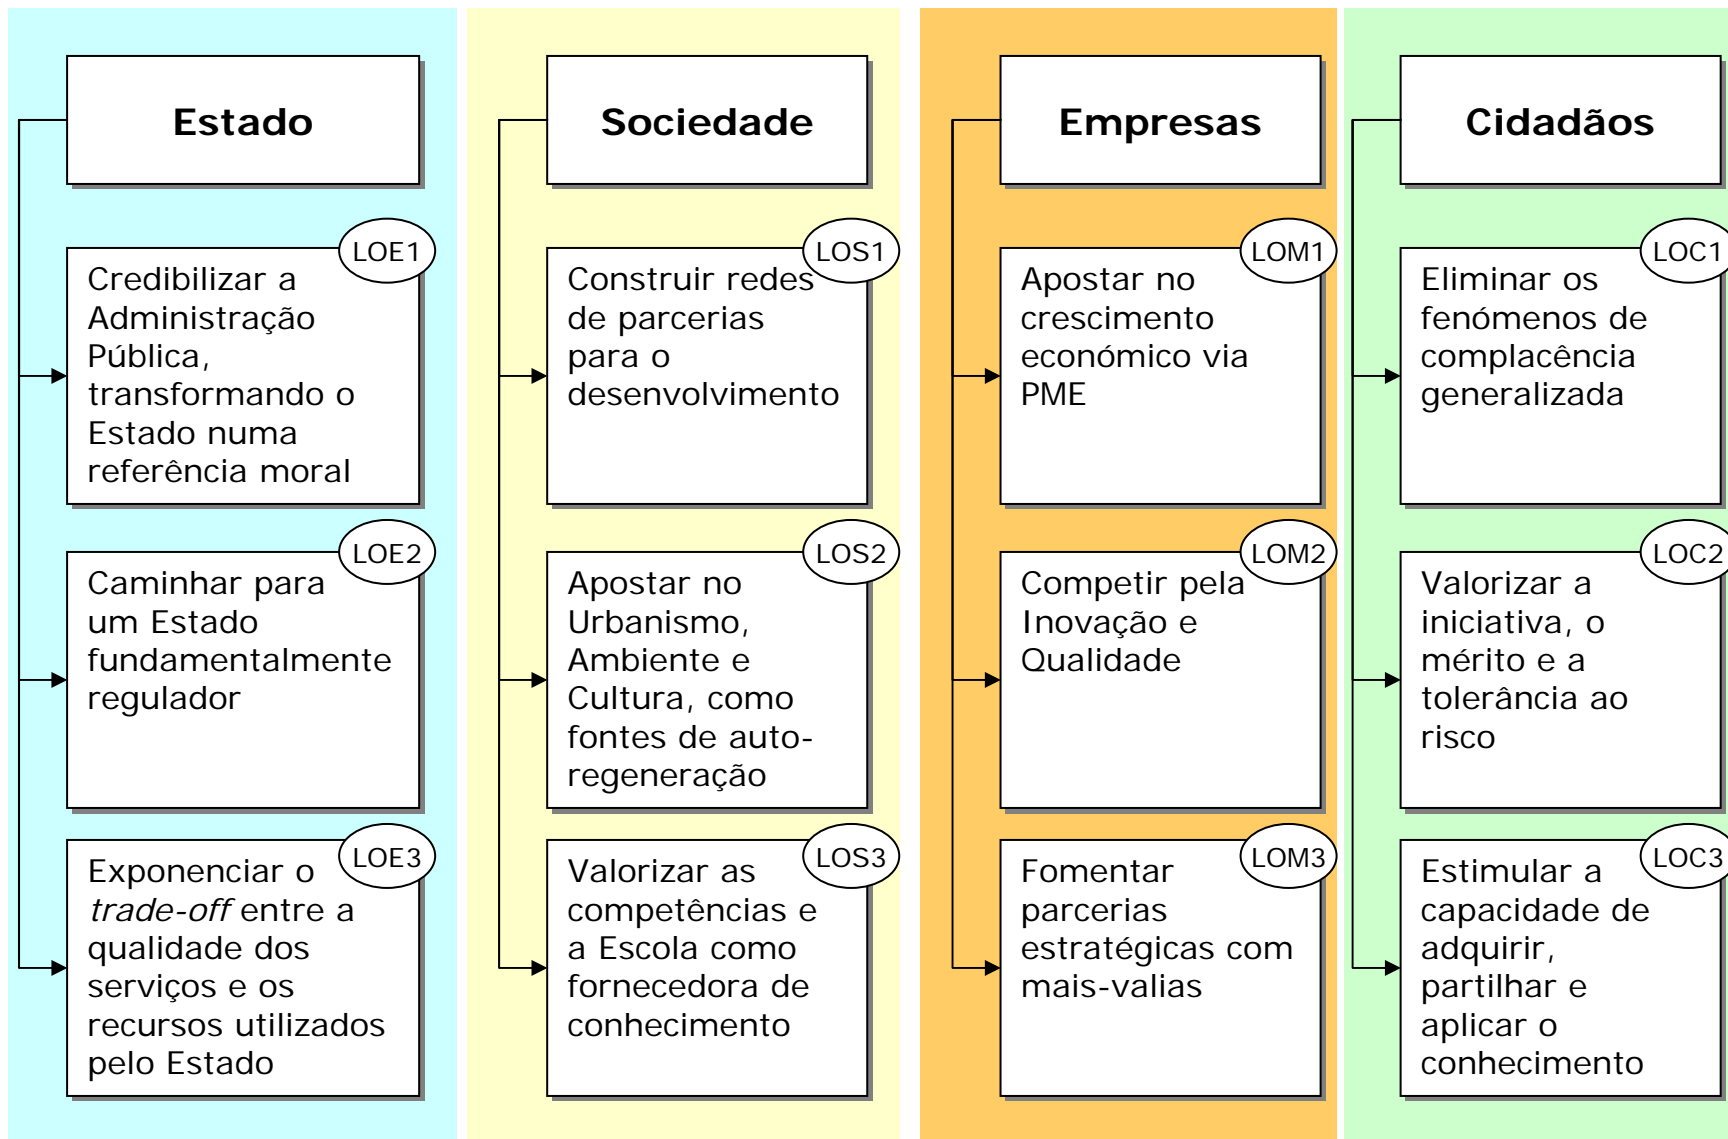 Estado
LOE1
Credibilizar a
Administração
Pública,
transformando o
Estado numa
referência moral
LOE2
Caminhar para
um Estado
fundamentalmente
regulador
LOE3
Exponenciar o
trade-off entre a
qualidade dos
serviços e os
recursos utilizados
pelo Estado
Sociedade
LOS1
Construir redes
de parcerias
para o
desenvolvimento
LOS2
Apostar no
Urbanismo,
Ambiente e
Cultura, como
fontes de auto-
regeneração
LOS3
Valorizar as
competências e
a Escola como
fornecedora de
conhecimento
Empresas
LOM1
Apostar no
crescimento
económico via
PME
LOM2
Competir pela
Inovação e
Qualidade
LOM3
Fomentar
parcerias
estratégicas com
mais-valias
Cidadãos
LOC1
Eliminar os
fenómenos de
complacência
generalizada
LOC2
Valorizar a
iniciativa, o
mérito e a
tolerância ao
risco
LOC3
Estimular a
capacidade de
adquirir,
partilhar e
aplicar o
conhecimento